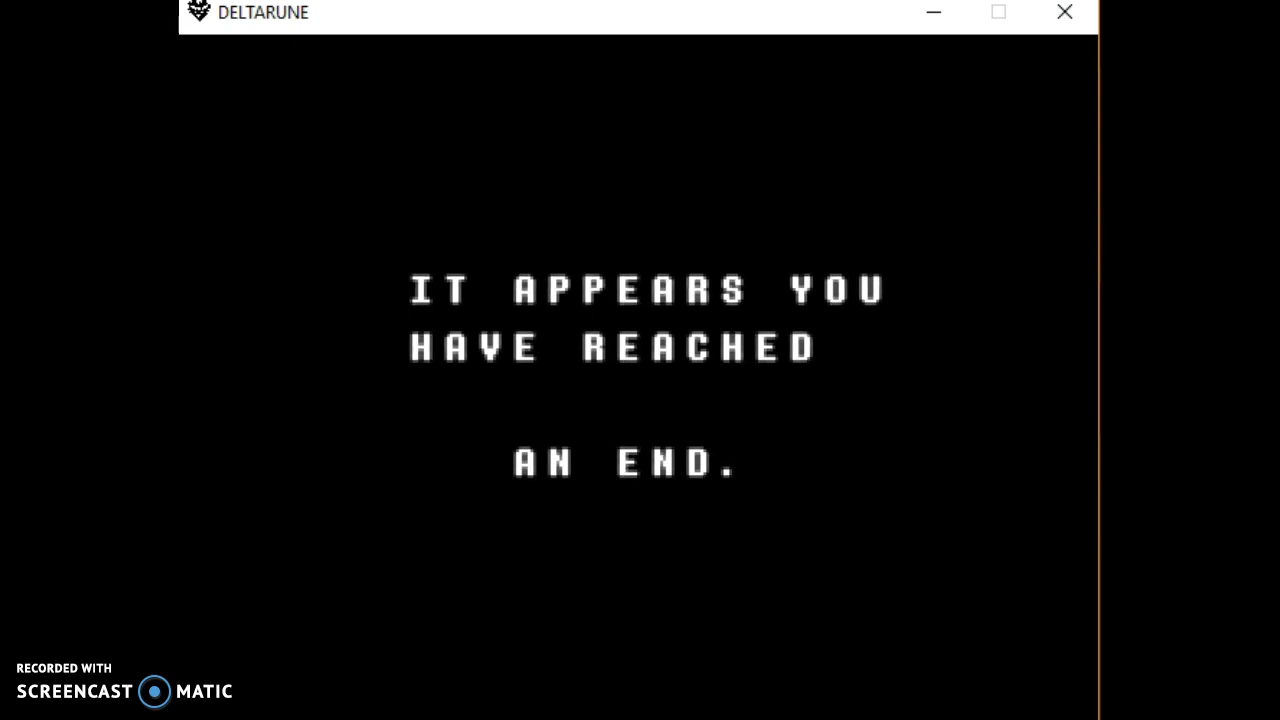 DELTARUNE
IT APPEARS YOU
HAVE REACHED
AN END.
RECORDED WITH
SCREENCAST MATIC